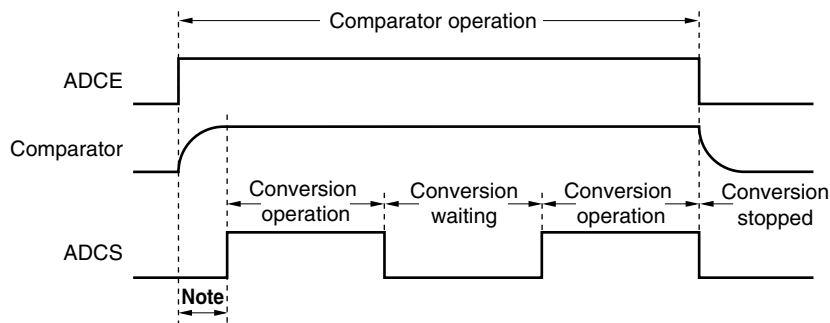 Comparator operation
ADCE
Comparator
Conversion operation
Conversion waiting
Conversion operation
Conversion stopped
ADCS
Note